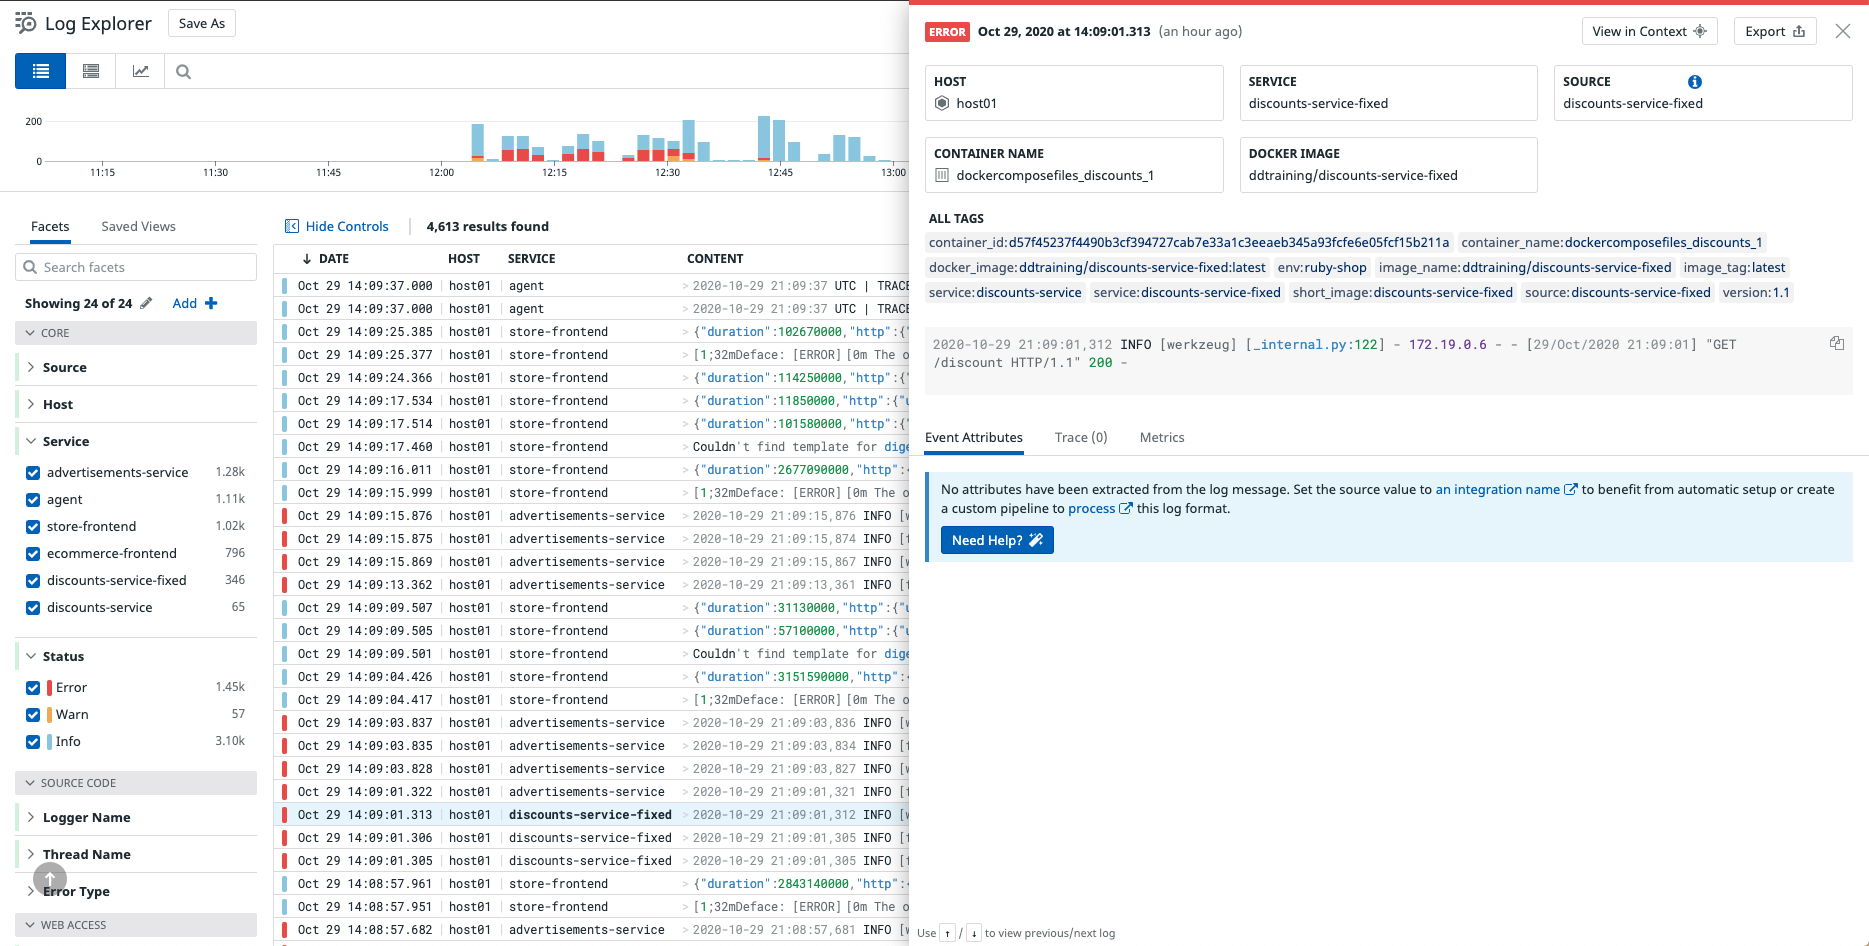 Log Explorer
Save As
200
0
11:15 11:30 11:45 12:00 12:15 12:30 12:45 13:00
Facets Saved Views
Search facets
Showing 24 of 24 Add
CORE
Source
Host
Service
advertisements-service 1.28k
agent 1.11k
store-frontend 1.02k
ecommerce-frontend 796
discounts-service-fixed 346
discounts-service 65
Status
Error 1.45k
Warn 57
Info 3.10k
SOURCE CODE
Logger Name
Thread Name
Error Type
WEB ACCESS
Hide Controls 4,613 results found
DATE HOST SERVICE CONTENT
Oct 29 14:09:37.000 host01 agent > 2020-10-29 21:09:37 UTC | TRACE
Oct 29 14:09:37.000 host01 agent > 2020-10-29 21:09:37 UTC | TRACE
Oct 29 14:09:25.385 host01 store-frontend > {"duration":102670000,"http":{"
Oct 29 14:09:25.377 host01 store-frontend > [1;32mDeface: [ERROR] [0m The o
Oct 29 14:09:24.366 host01 store-frontend > {"duration":114250000,"http":{"
Oct 29 14:09:17.534 host01 store-frontend > {"duration":11850000,"http":{"u
Oct 29 14:09:17.514 host01 store-frontend > {"duration":101580000,"http":{"
Oct 29 14:09:17.460 host01 store-frontend > Couldn't find template for dige
Oct 29 14:09:16.011 host01 store-frontend > {"duration":2677090000,"http":
Oct 29 14:09:15.999 host01 store-frontend > [1;32mDeface: [ERROR] [0m The o
Oct 29 14:09:15.876 host01 advertisements-service > 2020-10-29 21:09:15,876 INFO [w
Oct 29 14:09:15.875 host01 advertisements-service > 2020-10-29 21:09:15,874 INFO [t
Oct 29 14:09:15.869 host01 advertisements-service > 2020-10-29 21:09:15,867 INFO [w
Oct 29 14:09:13.362 host01 advertisements-service > 2020-10-29 21:09:13,361 INFO [t
Oct 29 14:09:09.507 host01 store-frontend > {"duration":31130000,"http":{"u
Oct 29 14:09:09.505 host01 store-frontend > {"duration":57100000,"http":{"u
Oct 29 14:09:09.501 host01 store-frontend > Couldn't find template for dige
Oct 29 14:09:04.426 host01 store-frontend > {"duration":3151590000,"http":
Oct 29 14:09:04.417 host01 store-frontend > [1;32mDeface: [ERROR] [0m The o
Oct 29 14:09:03.837 host01 advertisements-service > 2020-10-29 21:09:03,836 INFO [w
Oct 29 14:09:03.835 host01 advertisements-service > 2020-10-29 21:09:03,834 INFO [t
Oct 29 14:09:03.828 host01 advertisements-service > 2020-10-29 21:09:03,827 INFO [w
Oct 29 14:09:01.322 host01 advertisements-service > 2020-10-29 21:09:01,321 INFO [t
Oct 29 14:09:01.313 host01 discounts-service-fixed > 2020-10-29 21:09:01,312 INFO [w
Oct 29 14:09:01.306 host01 discounts-service-fixed > 2020-10-29 21:09:01,305 INFO [t
Oct 29 14:09:01.305 host01 discounts-service-fixed > 2020-10-29 21:09:01,305 INFO [t
Oct 29 14:08:57.961 host01 store-frontend > {"duration":2843140000,"http":
Oct 29 14:08:57.951 host01 store-frontend > [1;32mDeface: [ERROR] [0m The o
Oct 29 14:08:57.682 host01 advertisements-service > 2020-10-29 21:08:57,681 INFO [w
ERROR Oct 29, 2020 at 14:09:01.313 (an hour ago) View in Context Export
HOST
host01
SERVICE
discounts-service-fixed
SOURCE
discounts-service-fixed
CONTAINER NAME
dockercomposefiles_discounts_1
DOCKER IMAGE
ddtraining/discounts-service-fixed
ALL TAGS
container_id:d57f45237f4490b3cf394727cab7e33a1c3eeaeb345a93fcfe6e05fcf15b211a container_name:dockercomposefiles_discounts_1
docker_image:ddtraining/discounts-service-fixed:latest env:ruby-shop image_name:ddtraining/discounts-service-fixed image_tag:latest
service:discounts-service service:discounts-service-fixed short_image:discounts-service-fixed source:discounts-service-fixed version:1.1
2020-10-29 21:09:01,312 INFO [werkzeug] [_internal.py:122] - 172.19.0.6 - - [29/Oct/2020 21:09:01] "GET
/discount HTTP/1.1" 200 -
Event Attributes Trace (0) Metrics
No attributes have been extracted from the log message. Set the source value to an integration name to benefit from automatic setup or create
a custom pipeline to process this log format.
Need Help?
Use ↑ / ↓ to view previous/next log